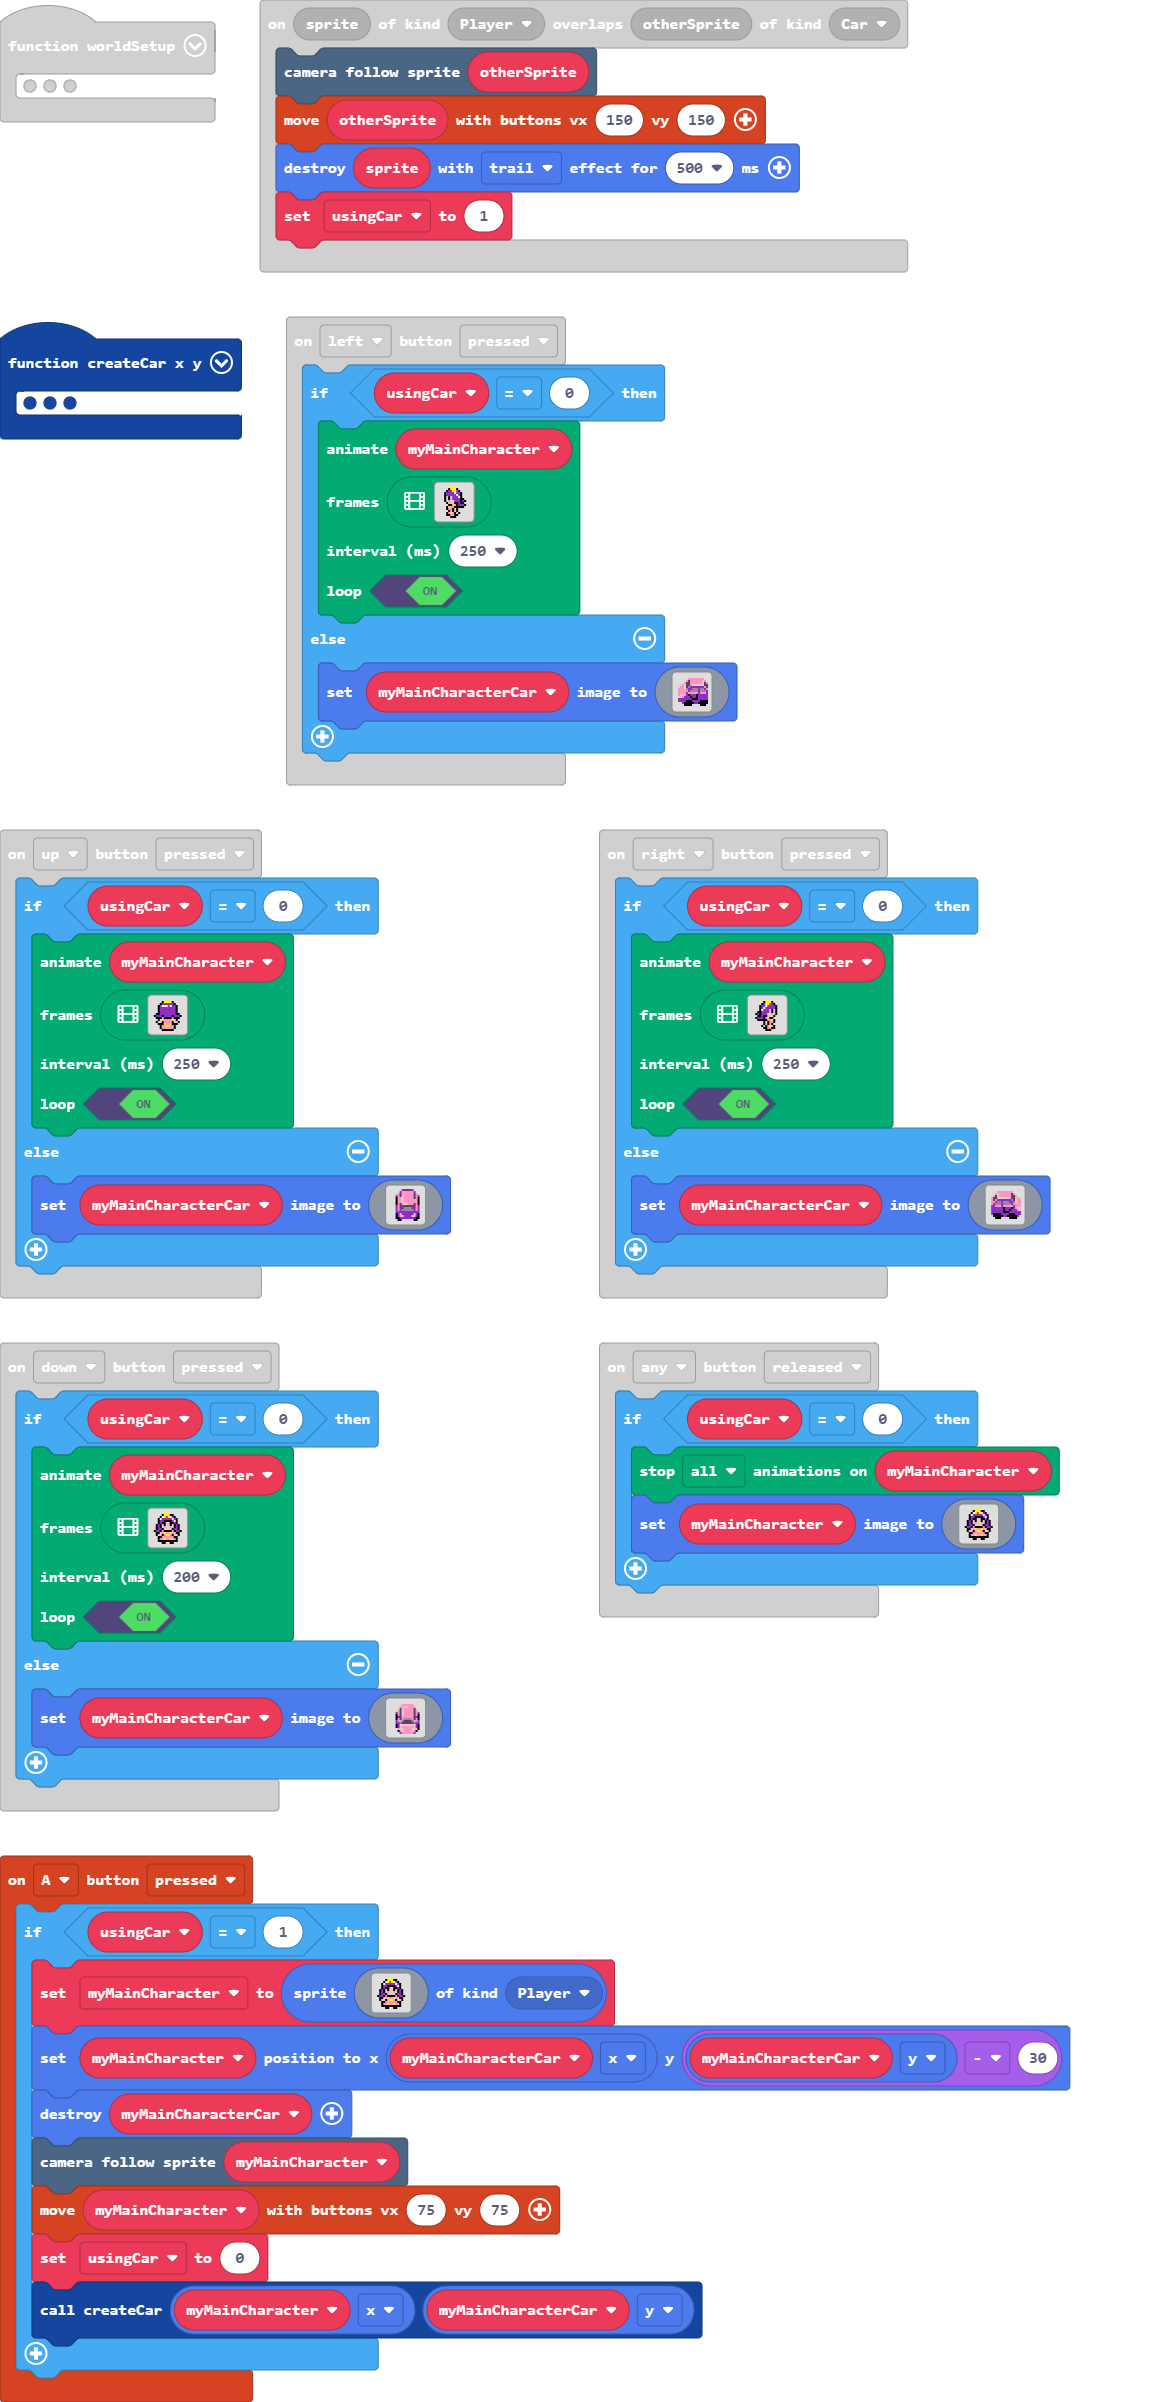 function worldSetup
on sprite of kind Player overlaps otherSprite of kind Car
camera follow sprite otherSprite
move otherSprite with buttons vx 150 vy 150
destroy sprite with trail effect for 500 ms
set usingCar to 1
function createCar x y
on left button pressed
if usingCar = 0 then
animate myMainCharacter
frames
interval (ms) 250
loop ON
else
set myMainCharacterCar image to
on up button pressed
if usingCar = 0 then
animate myMainCharacter
frames
interval (ms) 250
loop ON
else
set myMainCharacterCar image to
on right button pressed
if usingCar = 0 then
animate myMainCharacter
frames
interval (ms) 250
loop ON
else
set myMainCharacterCar image to
on down button pressed
if usingCar = 0 then
animate myMainCharacter
frames
interval (ms) 200
loop ON
else
set myMainCharacterCar image to
on any button released
if usingCar = 0 then
stop all animations on myMainCharacter
set myMainCharacter image to
on A button pressed
if usingCar = 1 then
set myMainCharacter to sprite of kind Player
set myMainCharacter position to x myMainCharacterCar x y myMainCharacterCar y - 30
destroy myMainCharacterCar
camera follow sprite myMainCharacter
move myMainCharacter with buttons vx 75 vy 75
set usingCar to 0
call createCar myMainCharacter x myMainCharacterCar y